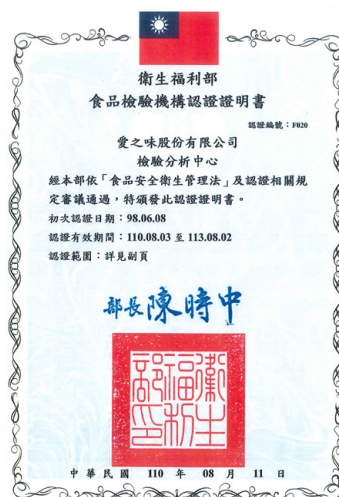 衛生福利部
食品檢驗機構認證證明書
認證編號：F020
愛之味股份有限公司
檢驗分析中心
經本部依「食品安全衛生管理法」及認證相關規
定審議通過，特頒發此認證證明書。
初次認證日期：98.06.08
認證有效期間：110.08.03 至 113.08.02
認證範圍：詳見副頁
部長陳時中
衛生福利部印
中華民國 110 年 08 月 11 日